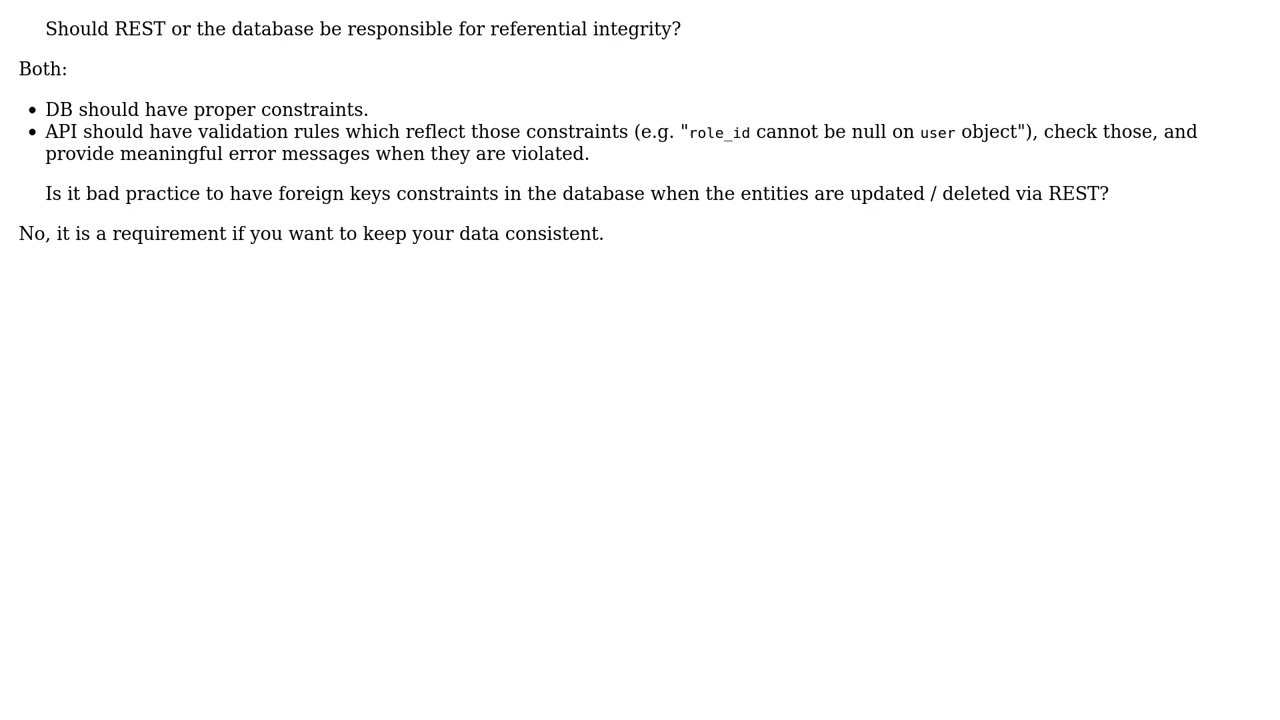 Should REST or the database be responsible for referential integrity?
Both:
• DB should have proper constraints.
• API should have validation rules which reflect those constraints (e.g. "role_id cannot be null on user object"), check those, and
provide meaningful error messages when they are violated.
Is it bad practice to have foreign keys constraints in the database when the entities are updated / deleted via REST?
No, it is a requirement if you want to keep your data consistent.